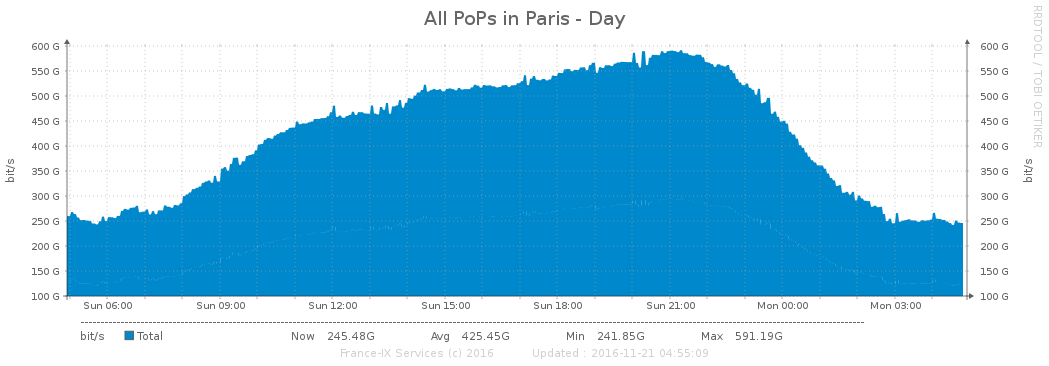 All PoPs in Paris - Day
RRDTOOL / TOBI OETIKER
600 G 600 G
550 G 550 G
500 G 500 G
450 G 450 G
400 G 400 G
350 G 350 G
300 G 300 G
250 G 250 G
200 G 200 G
150 G 150 G
100 G 100 G
bit/s
bit/s
Sun 06:00 Sun 09:00 Sun 12:00 Sun 15:00 Sun 18:00 Sun 21:00 Mon 00:00 Mon 03:00
bit/s Total Now 245.48G Avg 425.45G Min 241.85G Max 591.19G
France-IX Services (c) 2016 Updated : 2016-11-21 04:55:09